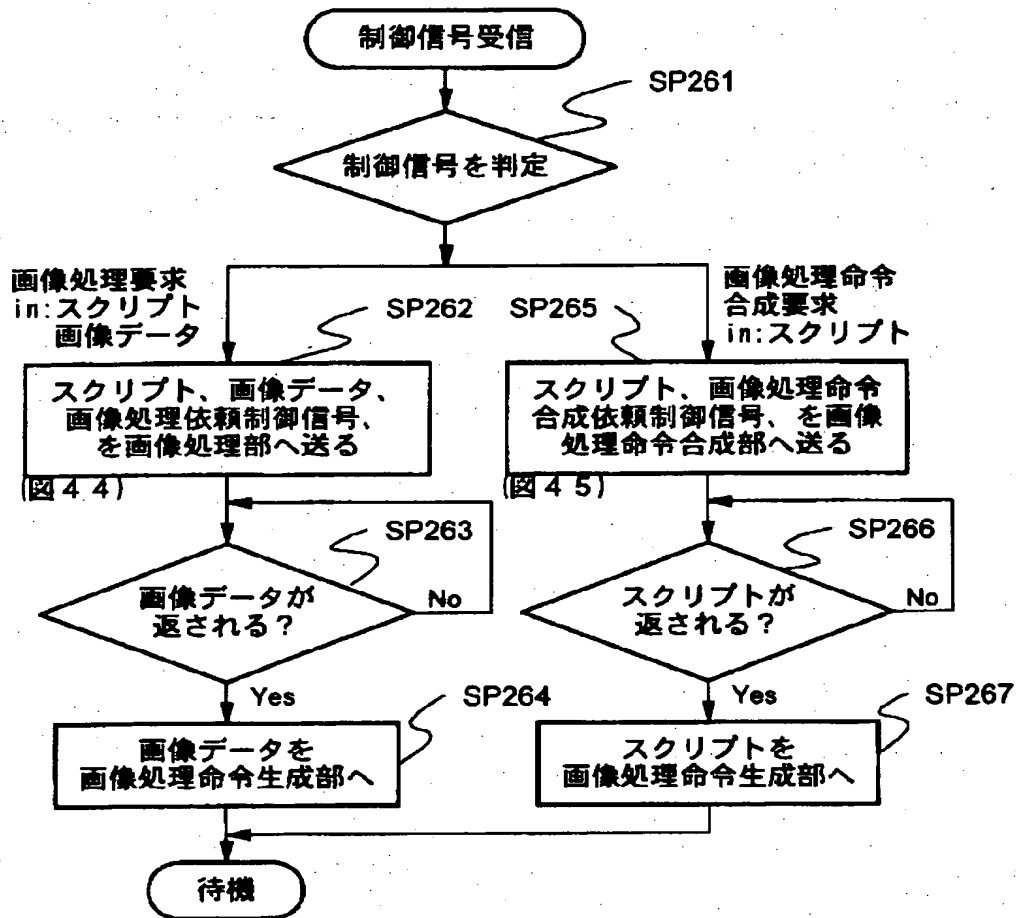 制御信号受信
SP261
制御信号を判定
画像処理要求
in:スクリプト
画像データ
SP262
SP265
画像処理命令
合成要求
in:スクリプト
スクリプト、画像データ、
画像処理依頼制御信号、
を画像処理部へ送る
(図44)
スクリプト、画像処理命令
合成依頼制御信号、を画像
処理命令合成部へ送る
(図45)
SP263
画像データが
返される?
No
SP266
スクリプトが
返される?
No
Yes
SP264
画像データを
画像処理命令生成部へ
Yes
SP267
スクリプトを
画像処理命令生成部へ
待機